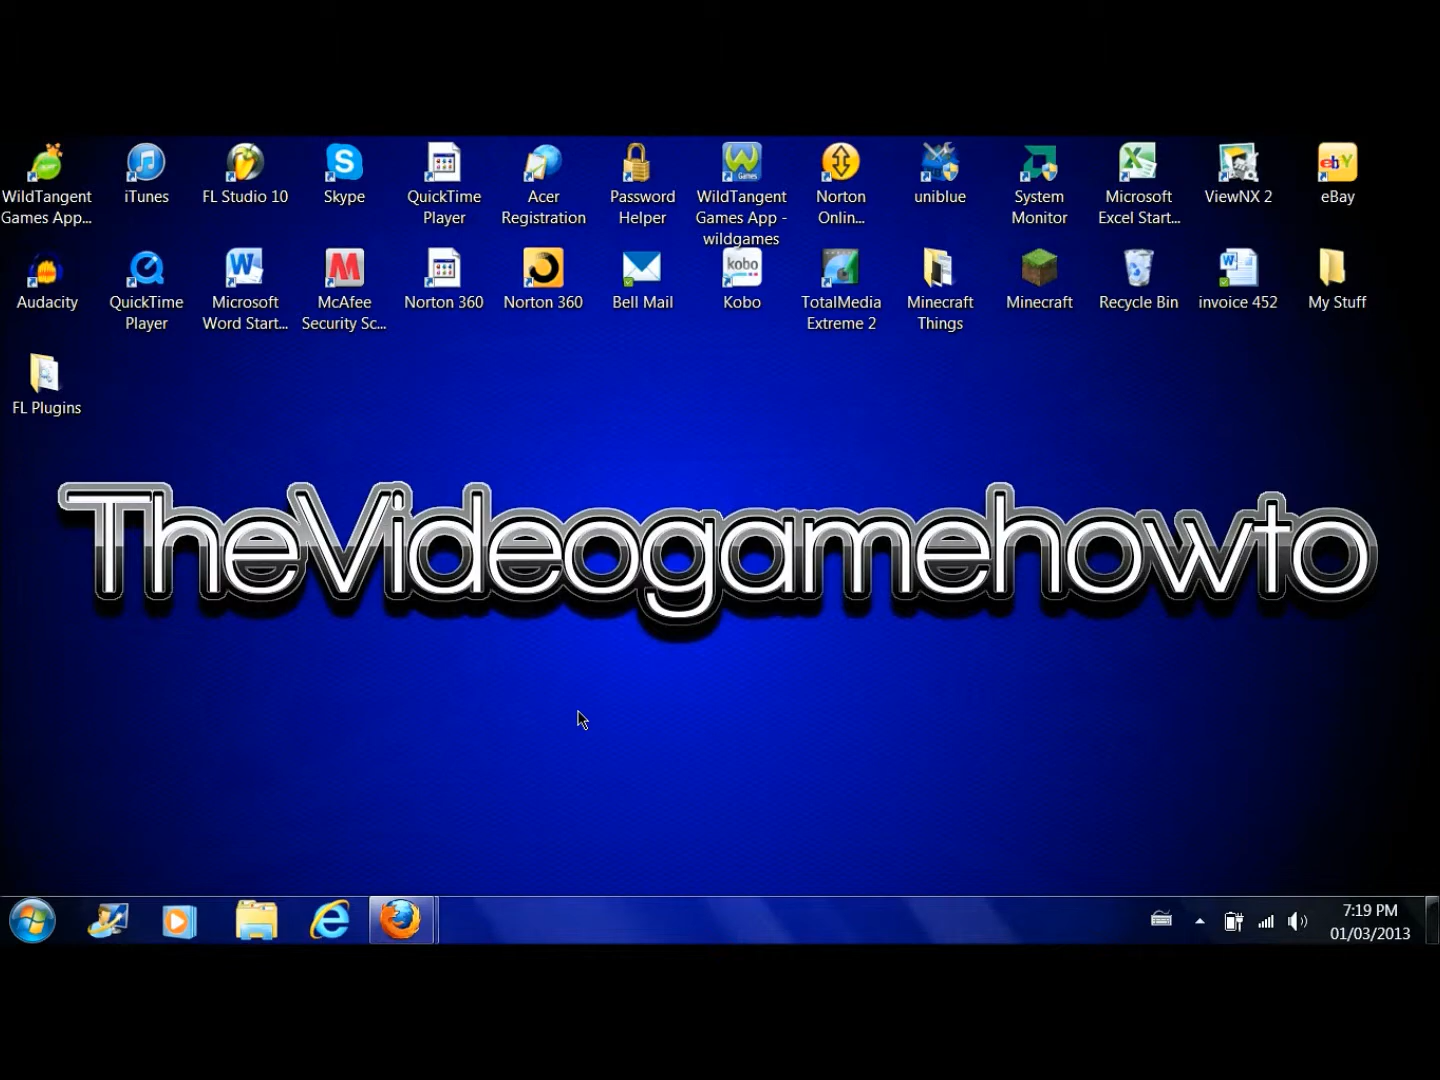 WildTangent
Games App...
iTunes
FL Studio 10
Skype
QuickTime
Player
Acer
Registration
Password
Helper
WildTangent
Games App -
wildgames
Norton
Onlin...
uniblue
System
Monitor
Microsoft
Excel Start...
ViewNX 2
eBay
Audacity
QuickTime
Player
Microsoft
Word Start...
McAfee
Security Sc...
Norton 360
Norton 360
Bell Mail
kobo
Kobo
TotalMedia
Extreme 2
Minecraft
Things
Minecraft
Recycle Bin
invoice 452
My Stuff
FL Plugins
TheVideogamehowto
7:19 PM
01/03/2013